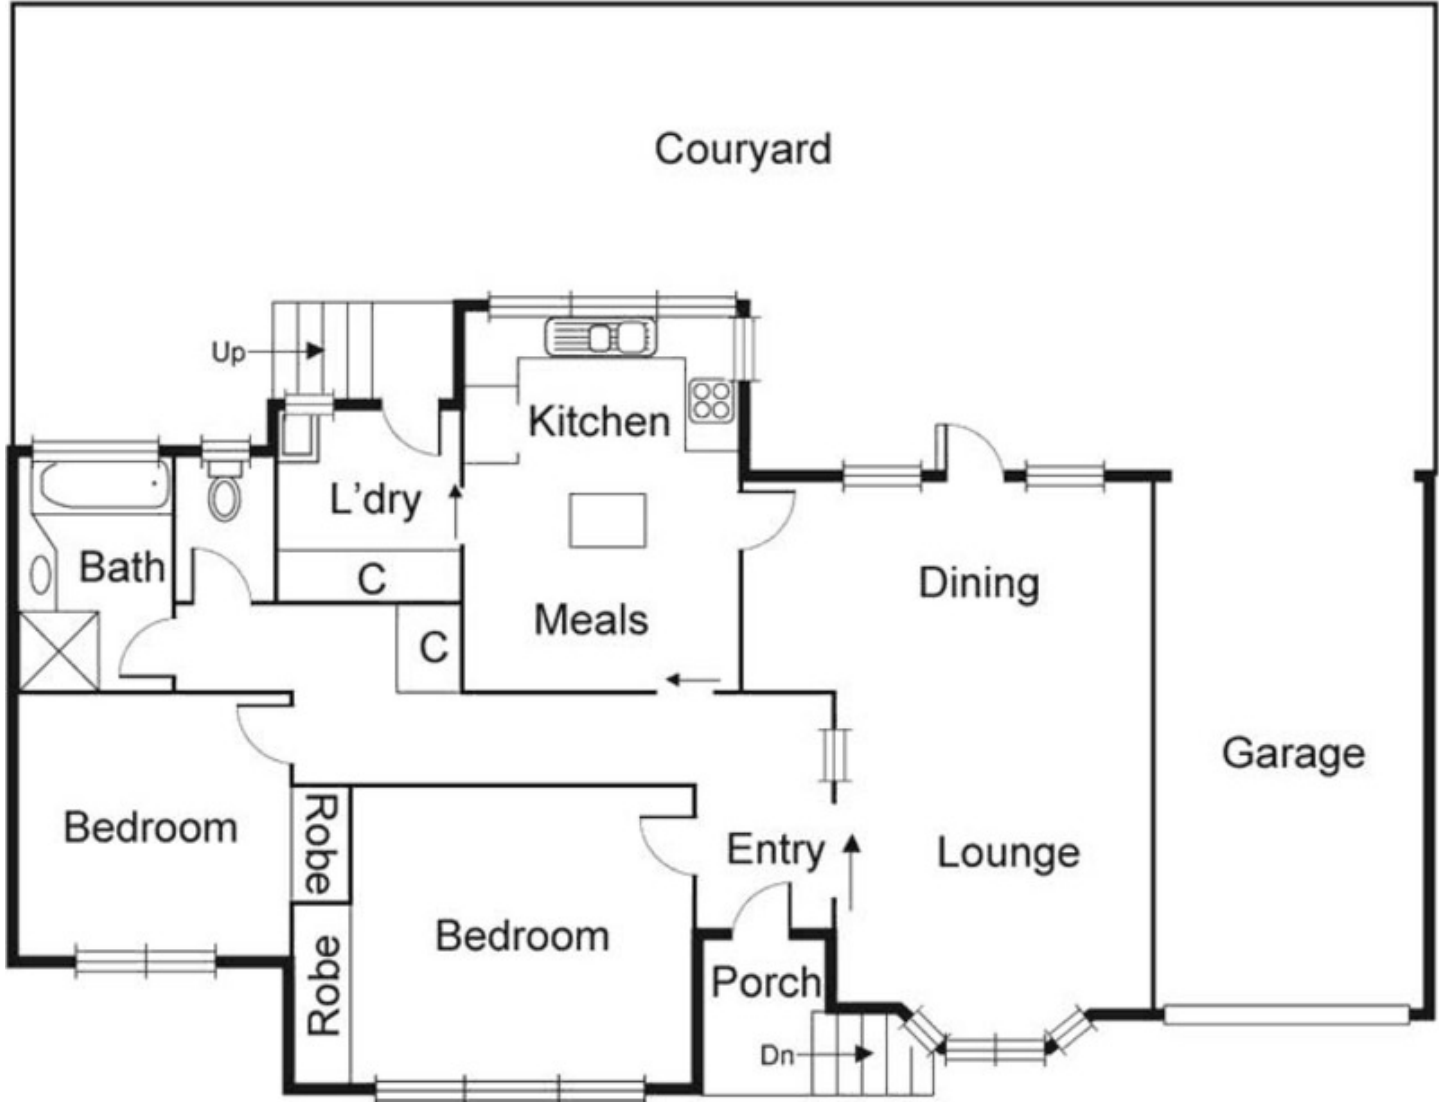 Couryard
Up
Kitchen
L'dry
Bath
C
Dining
Meals
C
Garage
Bedroom
Robe
Entry
Lounge
Bedroom
Robe
Porch
Dn